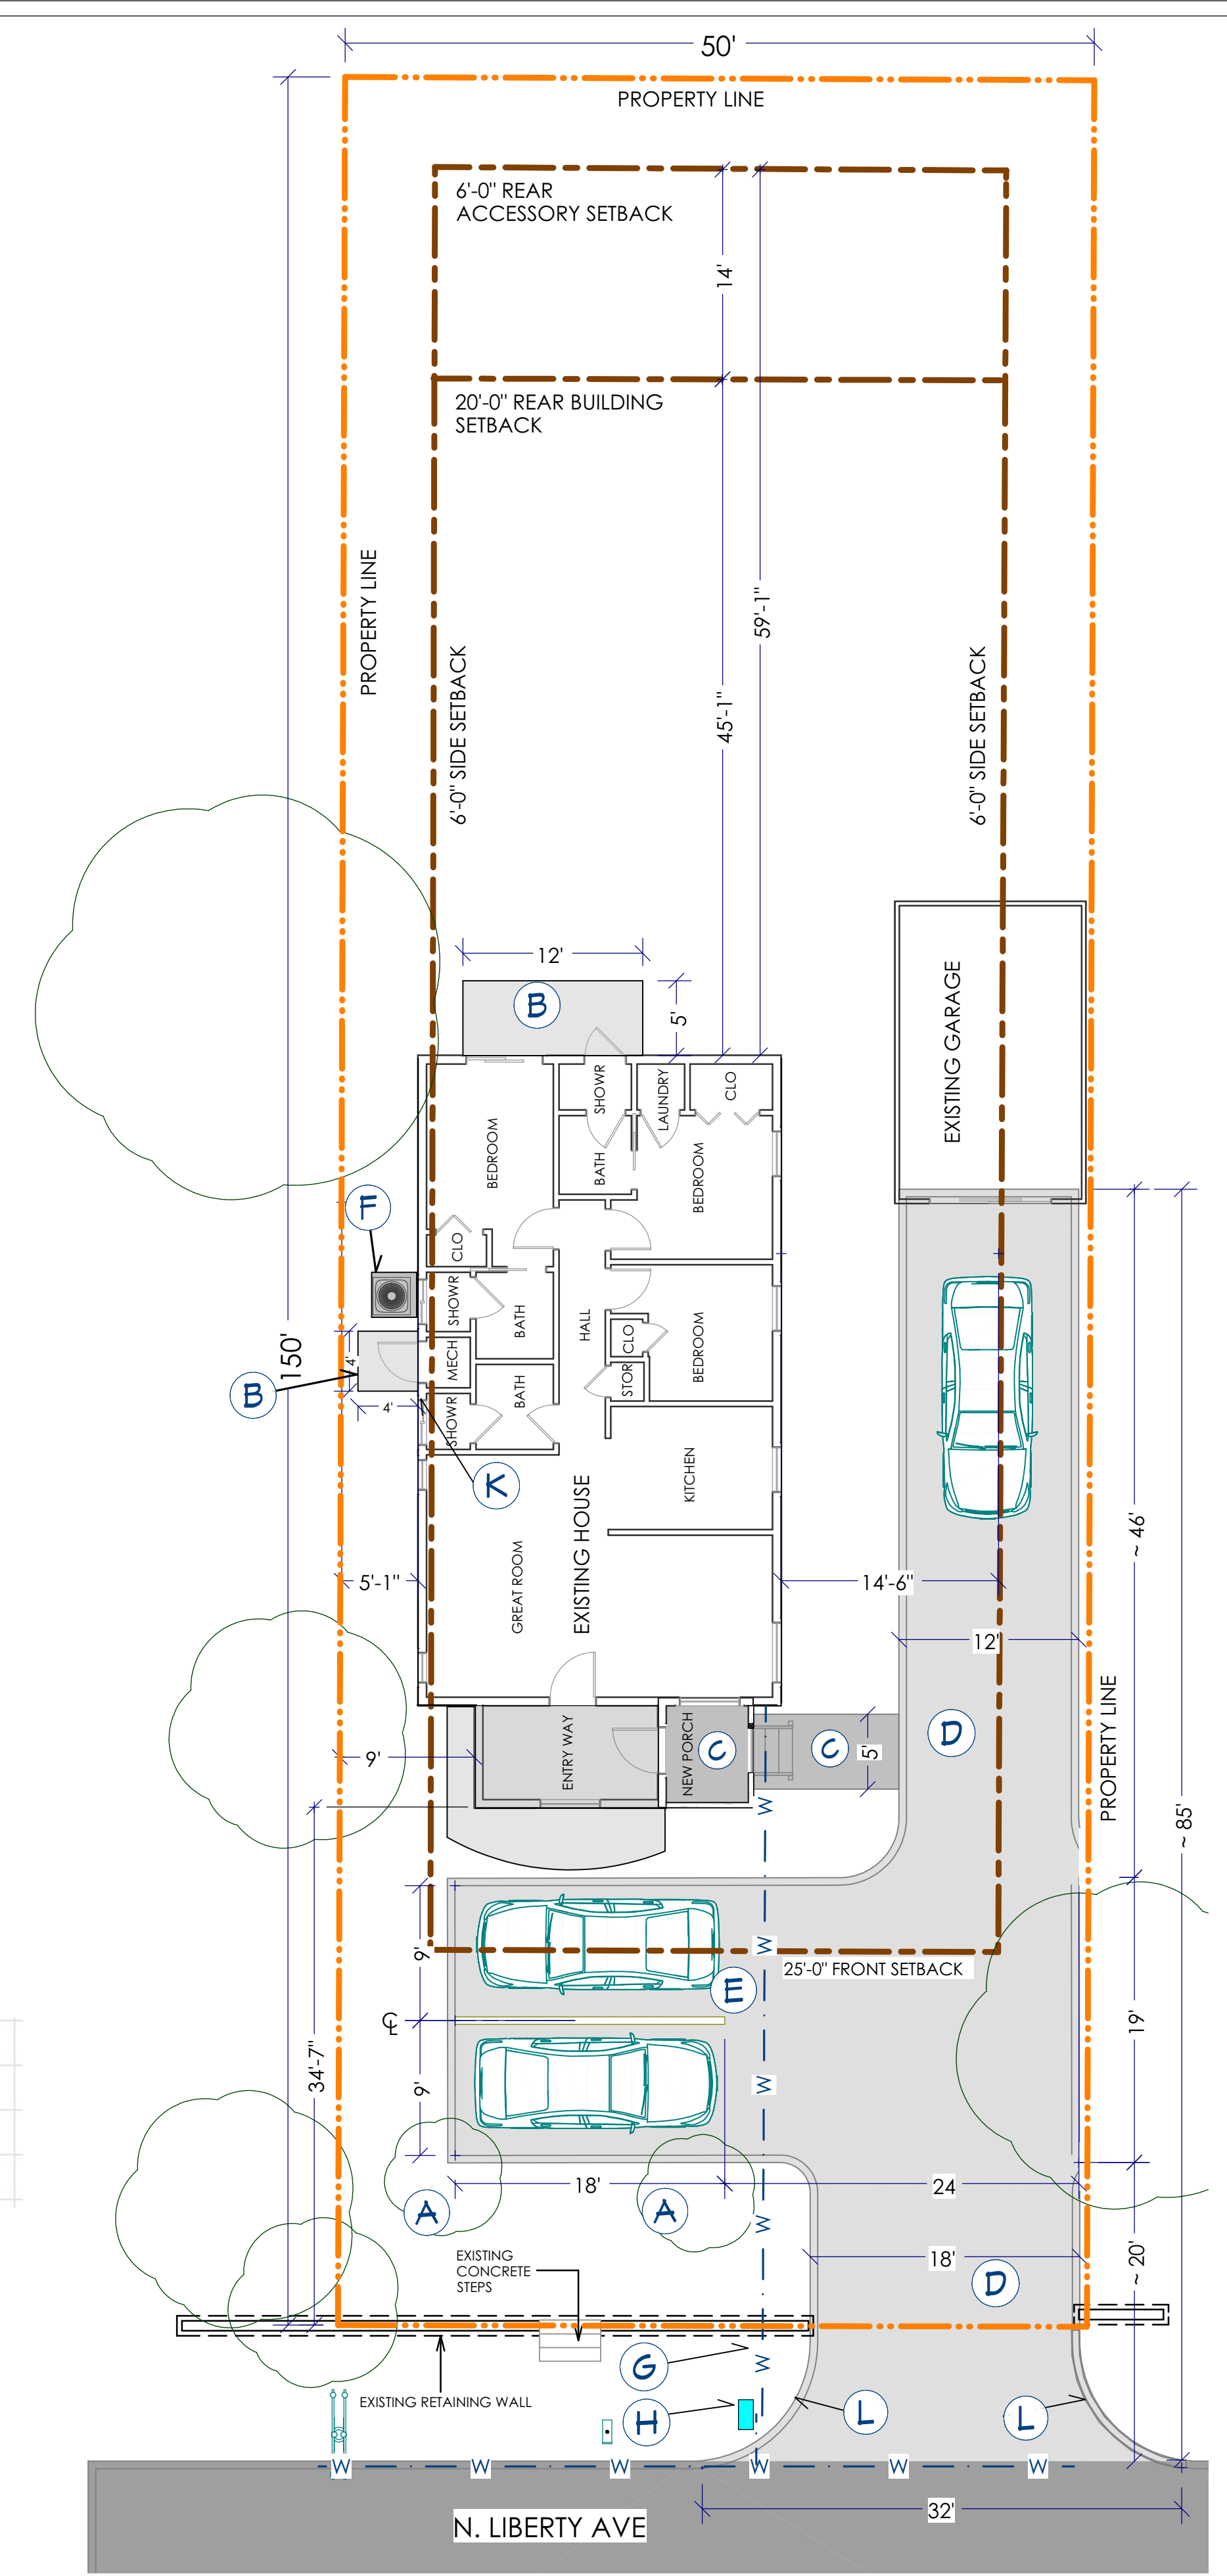 50'
PROPERTY LINE
6'-0" REAR
ACCESSORY SETBACK
14'
20'-0" REAR BUILDING
SETBACK
PROPERTY LINE
59'-1"
45'-1"
6'-0" SIDE SETBACK
6'-0" SIDE SETBACK
12'
B
5'
EXISTING GARAGE
SHOWR
LAUNDRY
CLO
BEDROOM
BATH
BEDROOM
F
CLO
SHOWR
BATH
HALL
CLO
BEDROOM
150'
4'
MECH
STOR
B
4'
SHOWR
BATH
K
KITCHEN
EXISTING HOUSE
GREAT ROOM
~ 46'
5'-1"
14'-6"
12'
PROPERTY LINE
ENTRY WAY
NEW PORCH
C
C
5'
D
9'
W
~ 85'
9'
W
25'-0" FRONT SETBACK
E
℄
19'
34'-7"
9'
W
18'
24
A
A
W
EXISTING
CONCRETE
STEPS
18'
D
~ 20'
G
W
EXISTING RETAINING WALL
H
L
L
W
W
W
W
W
W
32'
N. LIBERTY AVE